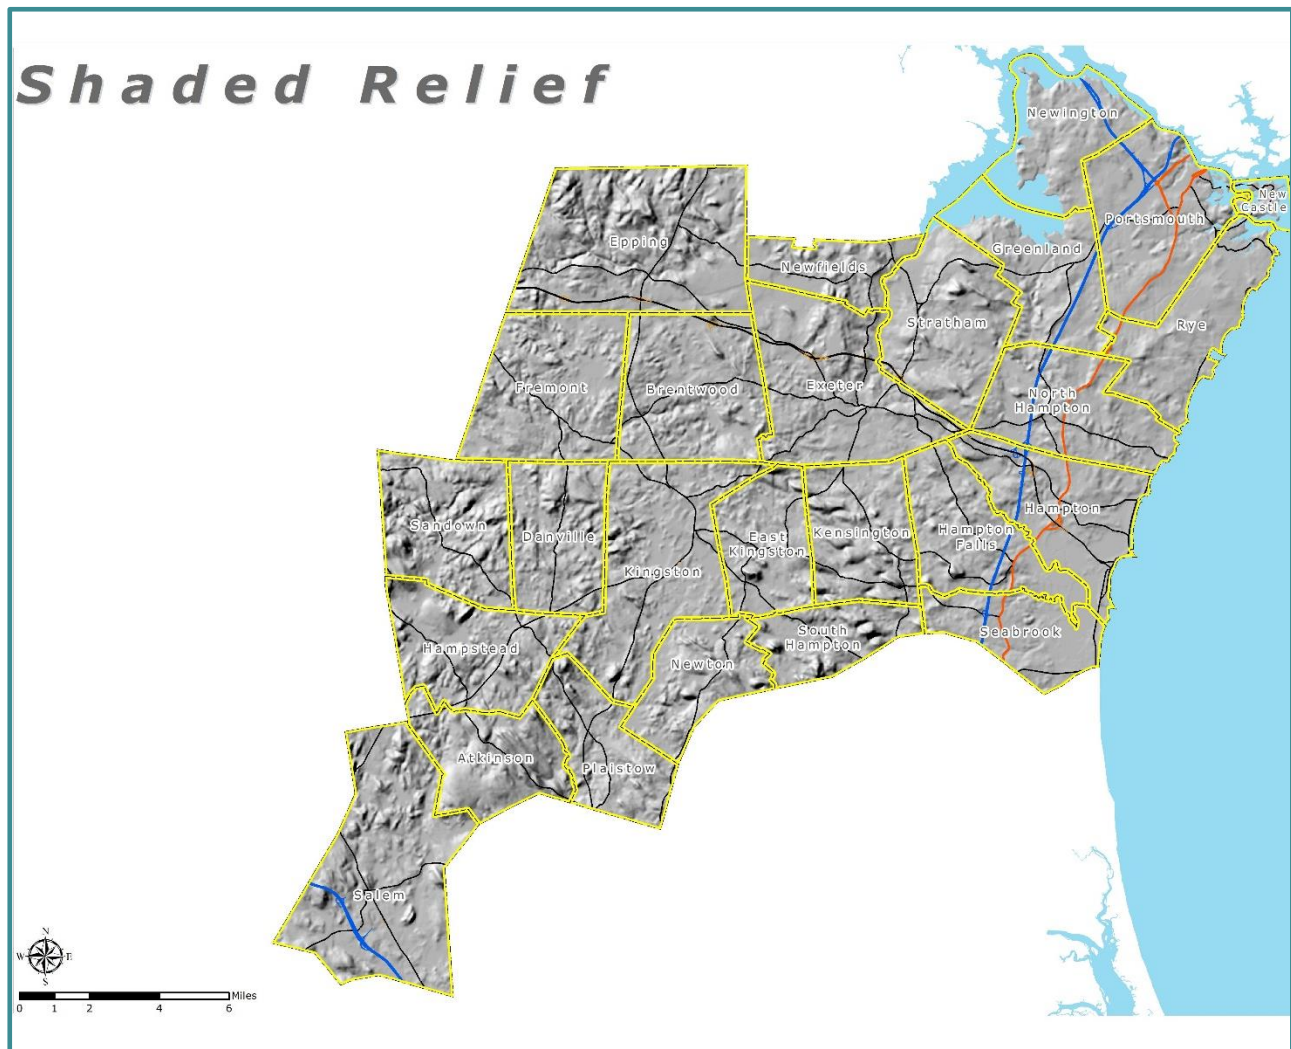 Shaded Relief
Newington
New
Castle
Portsmouth
Epping
Greenland
Newfields
Stratham
Rye
Fremont
Brentwood
Exeter
North
Hampton
Sandown
Danville
East
Kingston
Kensington
Hampton
Falls
Hampton
Kingston
Hampstead
Newton
South
Hampton
Seabrook
Atkinson
Plaistow
Salem
N
W E
S
Miles
0 1 2 4 6